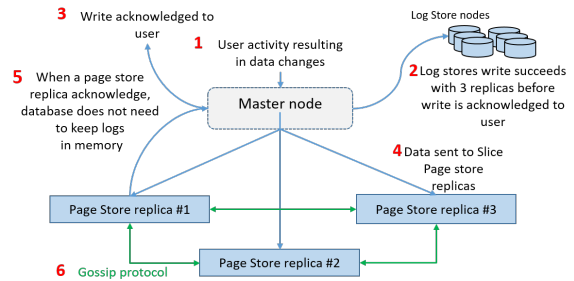 3 Write acknowledged to
user
1 User activity resulting
in data changes
Log Store nodes
5 When a page store
replica acknowledge,
database does not need
to keep logs
in memory
Master node
2 Log stores write succeeds
with 3 replicas before
write is acknowledged to
user
4 Data sent to Slice
Page store
replicas
Page Store replica #1
Page Store replica #3
Page Store replica #2
6 Gossip protocol